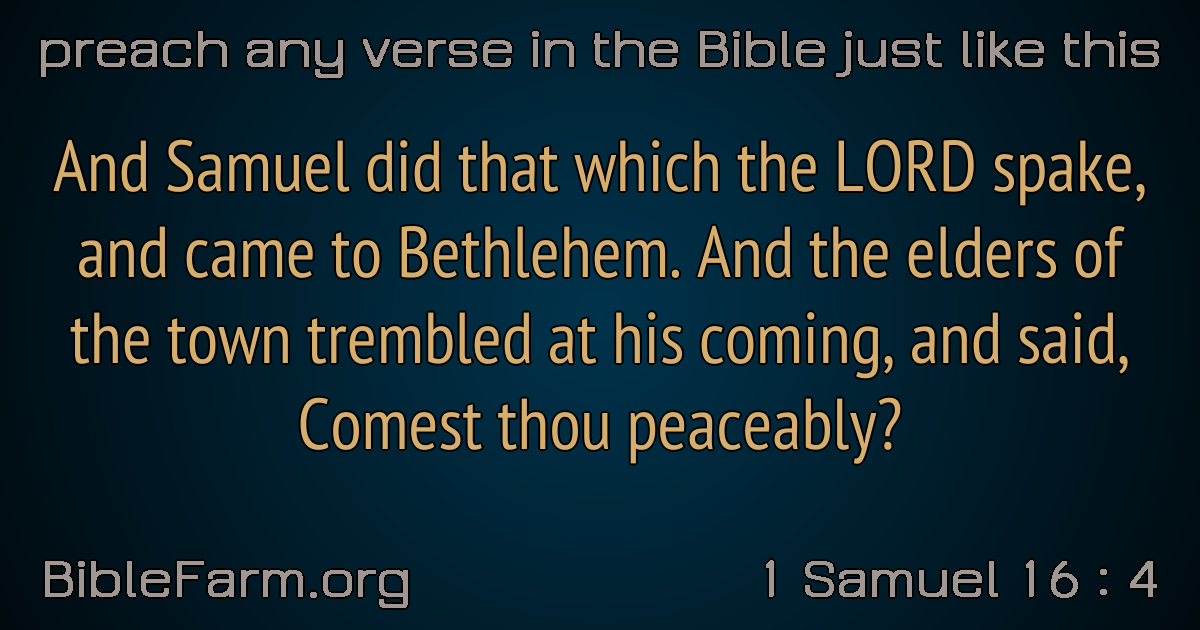 preach any verse in the Bible just like this
And Samuel did that which the LORD spake,
and came to Bethlehem. And the elders of
the town trembled at his coming, and said,
Comest thou peaceably?
BibleFarm.org
1 Samuel 16 : 4